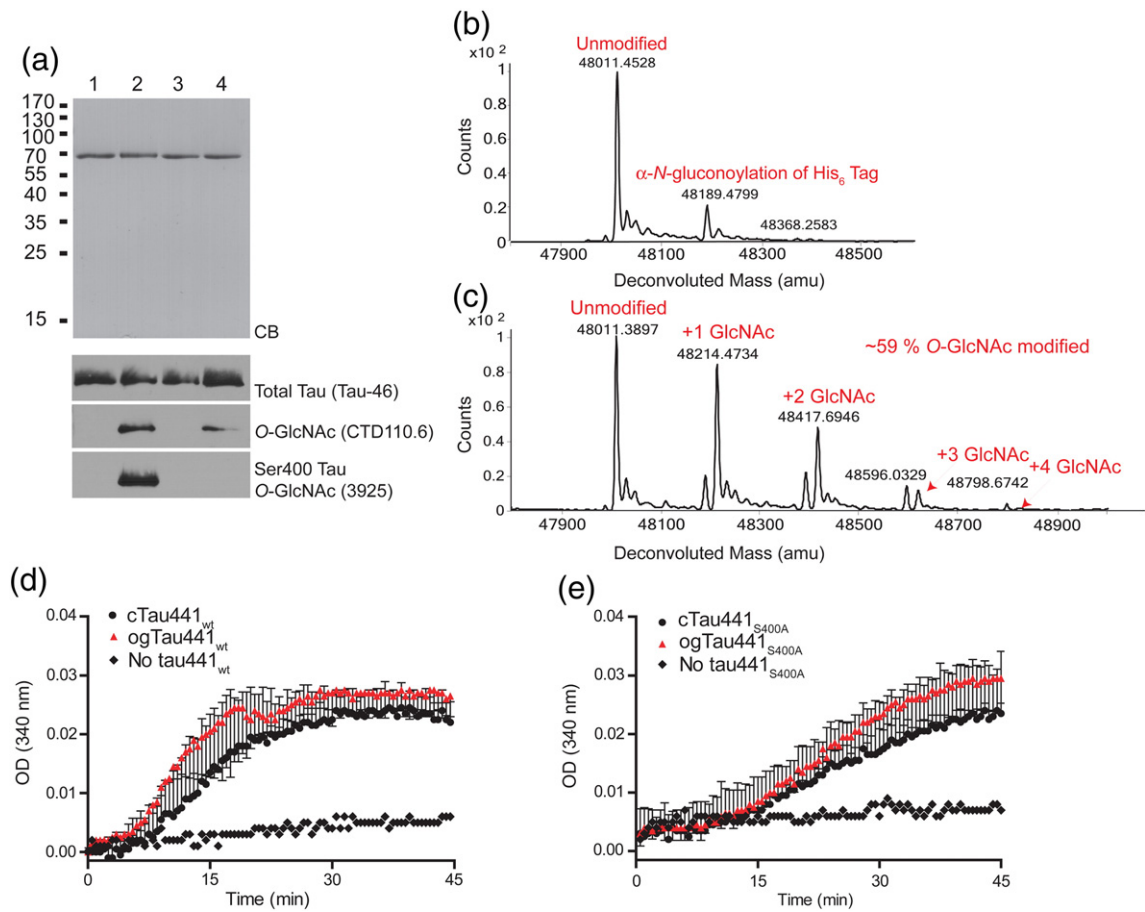 (a)
1 2 3 4
170
130
100
70
55
40
35
25
15
CB
Total Tau (Tau-46)
O-GlcNAc (CTD110.6)
Ser400 Tau
O-GlcNAc (3925)
(b)
x10 2
Unmodified
48011.4528
1
0.8
0.6
0.4
0.2
0
Counts
α-N-gluconoylation of His6 Tag
48189.4799
48368.2583
47900 48100 48300 48500
Deconvoluted Mass (amu)
(c)
x10 2
Unmodified
48011.3897
+1 GlcNAc
48214.4734
~59 % O-GlcNAc modified
+2 GlcNAc
48417.6946
+3 GlcNAc
48596.0329
48798.6742
+4 GlcNAc
1
0.8
0.6
0.4
0.2
0
Counts
47900 48100 48300 48500 48700 48900
Deconvoluted Mass (amu)
(d)
cTau441wt
ogTau441wt
No tau441wt
0.04
0.03
0.02
0.01
0.00
OD (340 nm)
0 15 30 45
Time (min)
(e)
cTau441S400A
ogTau441S400A
No tau441S400A
0.04
0.03
0.02
0.01
0.00
OD (340 nm)
0 15 30 45
Time (min)